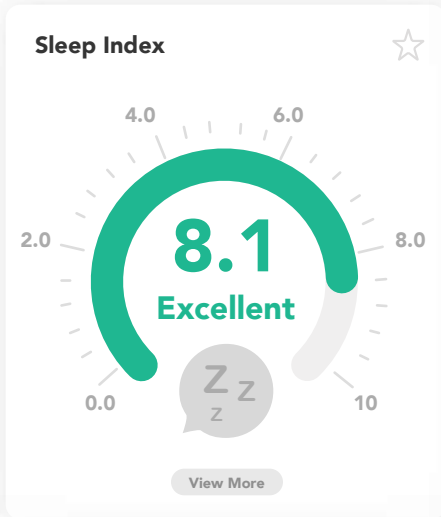 Sleep Index
4.0
6.0
2.0
8.0
8.1
Excellent
0.0
10
Z
Z
Z
View More